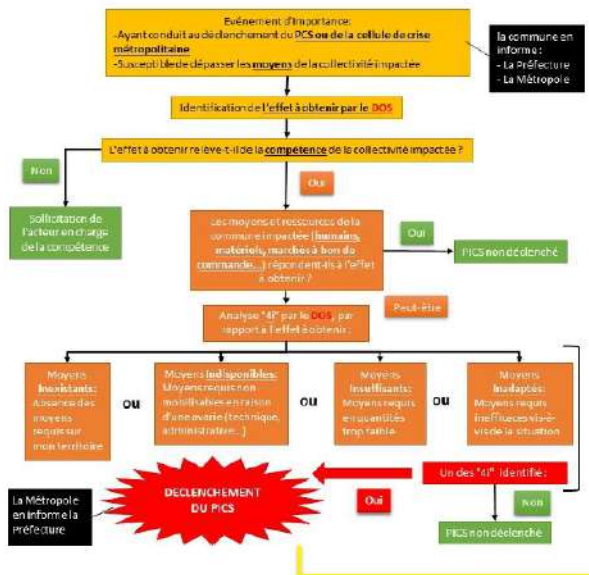 Evénement d'Importance:
-Ayant conduit au déclenchement du PCS ou de la cellule de crise
métropolitaine
-Susceptible de dépasser les moyens de la collectivité impactée
la commune en
informe :
- La Préfecture
- La Métropole
Identification de l'effet à obtenir par le DOS
L'effet à obtenir relève-t-il de la compétence de la collectivité impactée ?
Non
Oui
Sollicitation de
l'acteur en charge
de la compétence
Les moyens et ressources de la
commune impactée (humains,
matériels, marchés à bon de
commande...) répondent-ils à l'effet
à obtenir ?
Oui
PICS non déclenché
Peut-être
Analyse "4i" par le DOS, par
rapport à l'effet à obtenir :
Moyens
Inexistants:
Absence des
moyens
requis sur
mon territoire
ou
Moyens Indisponibles:
Moyens requis non
mobilisables en raison
d'une avarie (technique,
administrative...)
ou
Moyens
Insuffisants:
Moyens requis
en quantités
trop faible
ou
Moyens
Inadaptés:
Moyens requis
inefficaces vis-à-
vis de la situation
Un des "4i" identifié :
Oui
DECLENCHEMENT
DU PICS
La Métropole
en informe la
Préfecture
Non
PICS non déclenché